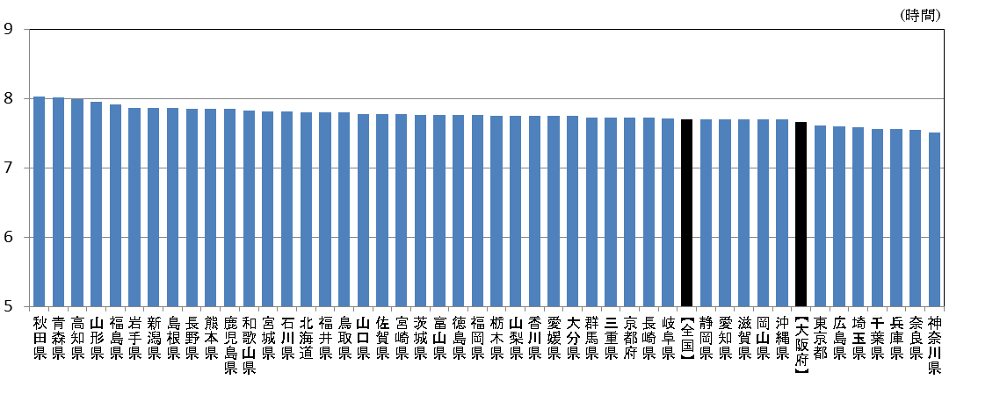 (時間)
9
8
7
6
5
秋田県
青森県
高知県
山形県
福島県
岩手県
新潟県
島根県
長野県
熊本県
鹿児島県
和歌山県
宮城県
石川県
北海道
福井県
鳥取県
山口県
佐賀県
宮崎県
茨城県
富山県
徳島県
福岡県
栃木県
山梨県
香川県
愛媛県
大分県
群馬県
三重県
京都府
長崎県
岐阜県
【全国】
静岡県
愛知県
滋賀県
岡山県
沖縄県
【大阪府】
東京都
広島県
埼玉県
千葉県
兵庫県
奈良県
神奈川県